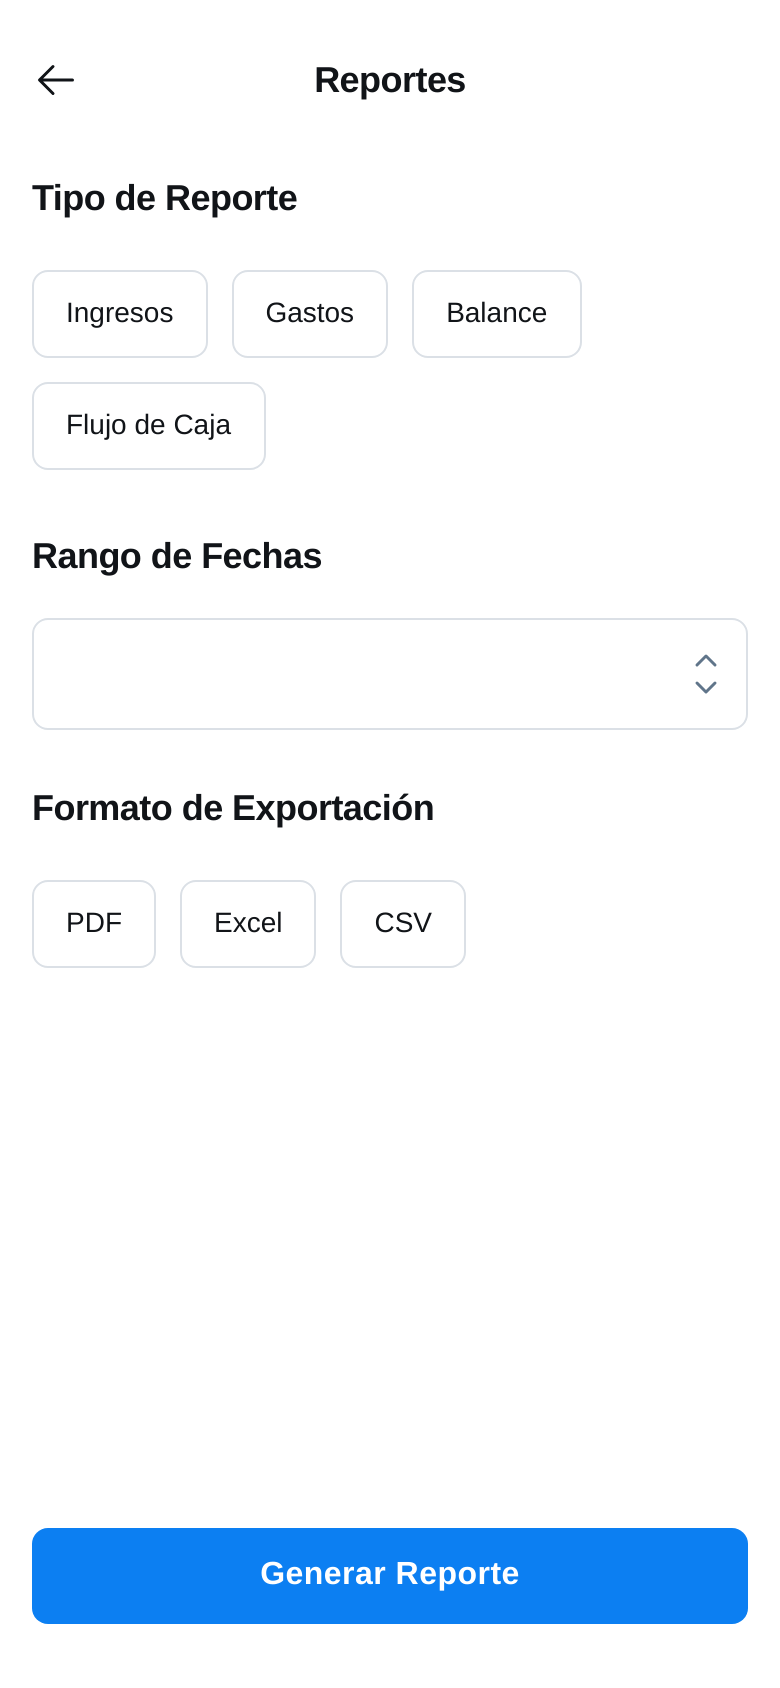 Reportes
Tipo de Reporte
Ingresos Gastos Balance
Flujo de Caja
Rango de Fechas
Formato de Exportación
PDF Excel CSV
Generar Reporte